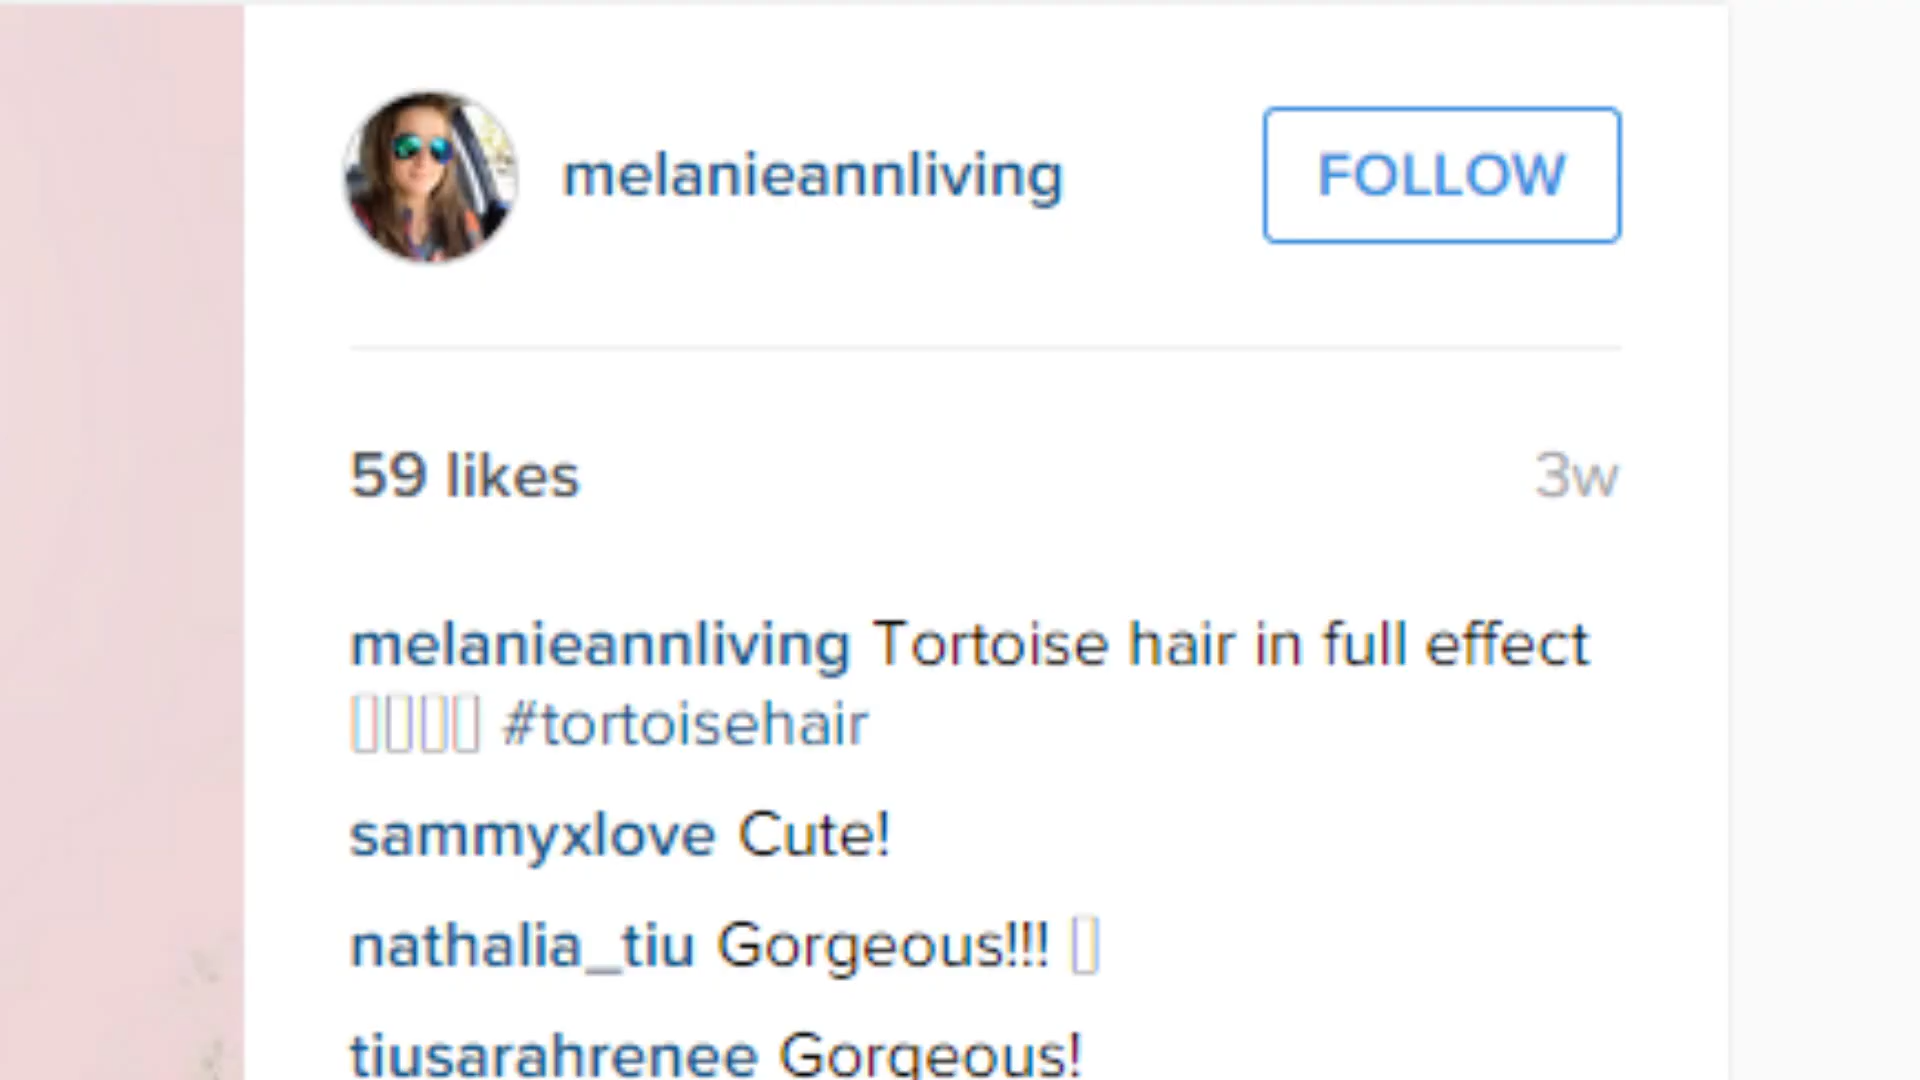 melanieannliving
FOLLOW
59 likes
3w
melanieannliving Tortoise hair in full effect
#tortoisehair
sammyxlove Cute!
nathalia_tiu Gorgeous!!!
tiusarahrenee Gorgeous!